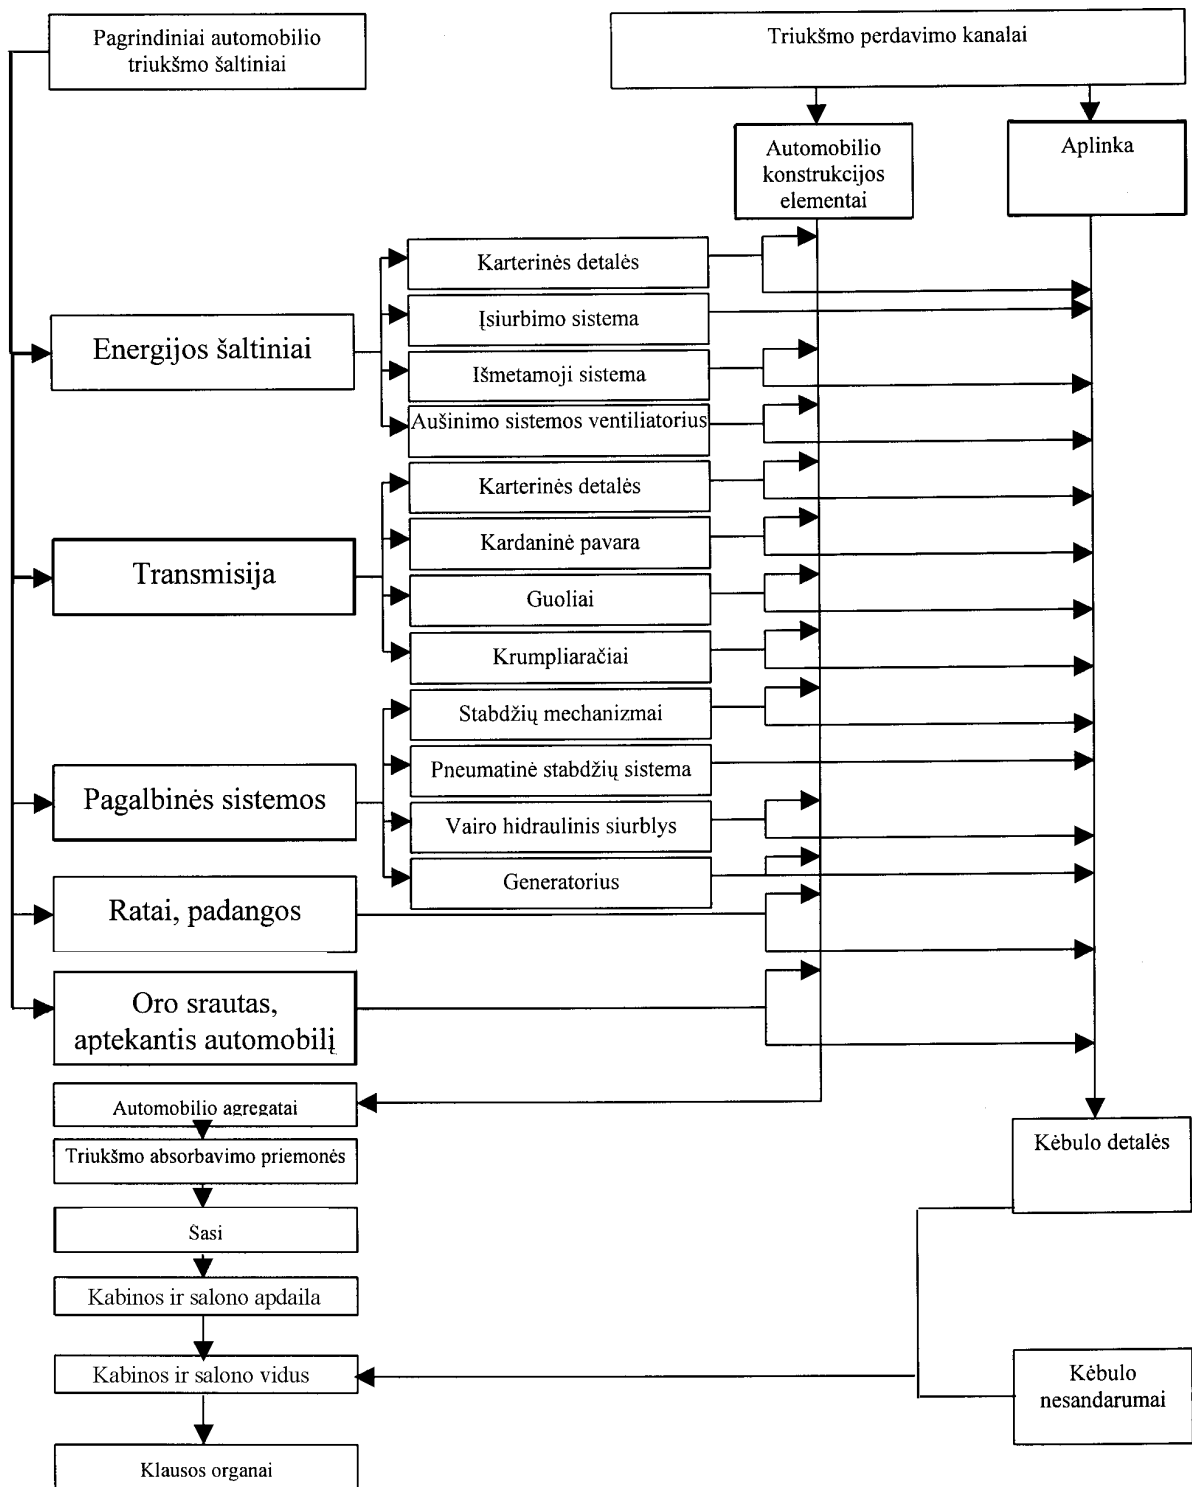 Pagrindiniai automobilio
triukšmo šaltiniai
Triukšmo perdavimo kanalai
Automobilio
konstrukcijos
elementai
Aplinka
Energijos šaltiniai
Karterinės detalės
Įsiurbimo sistema
Išmetamoji sistema
Aušinimo sistemos ventiliatorius
Transmisija
Karterinės detalės
Kardaninė pavara
Guoliai
Krumpliaračiai
Pagalbinės sistemos
Stabdžių mechanizmai
Pneumatinė stabdžių sistema
Vairo hidraulinis siurblys
Generatorius
Ratai, padangos
Oro srautas,
aptekantis automobilį
Automobilio agregatai
Triukšmo absorbavimo priemonės
Sasi
Kabinos ir salono apdaila
Kabinos ir salono vidus
Klausos organai
Kėbulo detalės
Kėbulo
nesandarumai